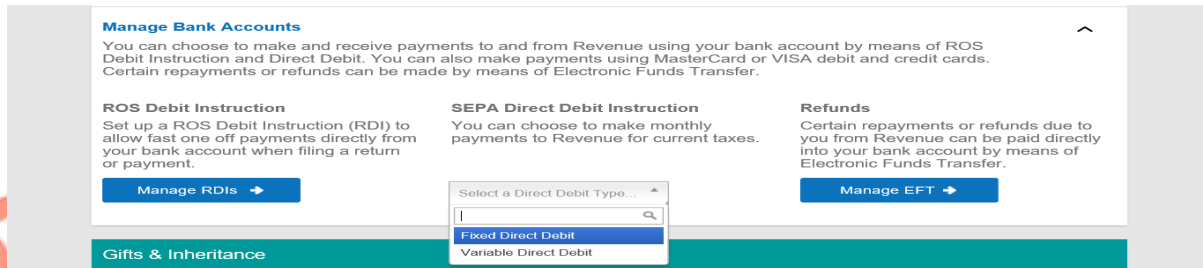 Manage Bank Accounts
You can choose to make and receive payments to and from Revenue using your bank account by means of ROS
Debit Instruction and Direct Debit. You can also make payments using MasterCard or VISA debit and credit cards.
Certain repayments or refunds can be made by means of Electronic Funds Transfer.
ROS Debit Instruction
Set up a ROS Debit Instruction (RDI) to
allow fast one off payments directly from
your bank account when filing a return
or payment.
Manage RDIs
SEPA Direct Debit Instruction
You can choose to make monthly
payments to Revenue for current taxes.
Select a Direct Debit Type...
Fixed Direct Debit
Variable Direct Debit
Refunds
Certain repayments or refunds due to
you from Revenue can be paid directly
into your bank account by means of
Electronic Funds Transfer.
Manage EFT
Gifts & Inheritance